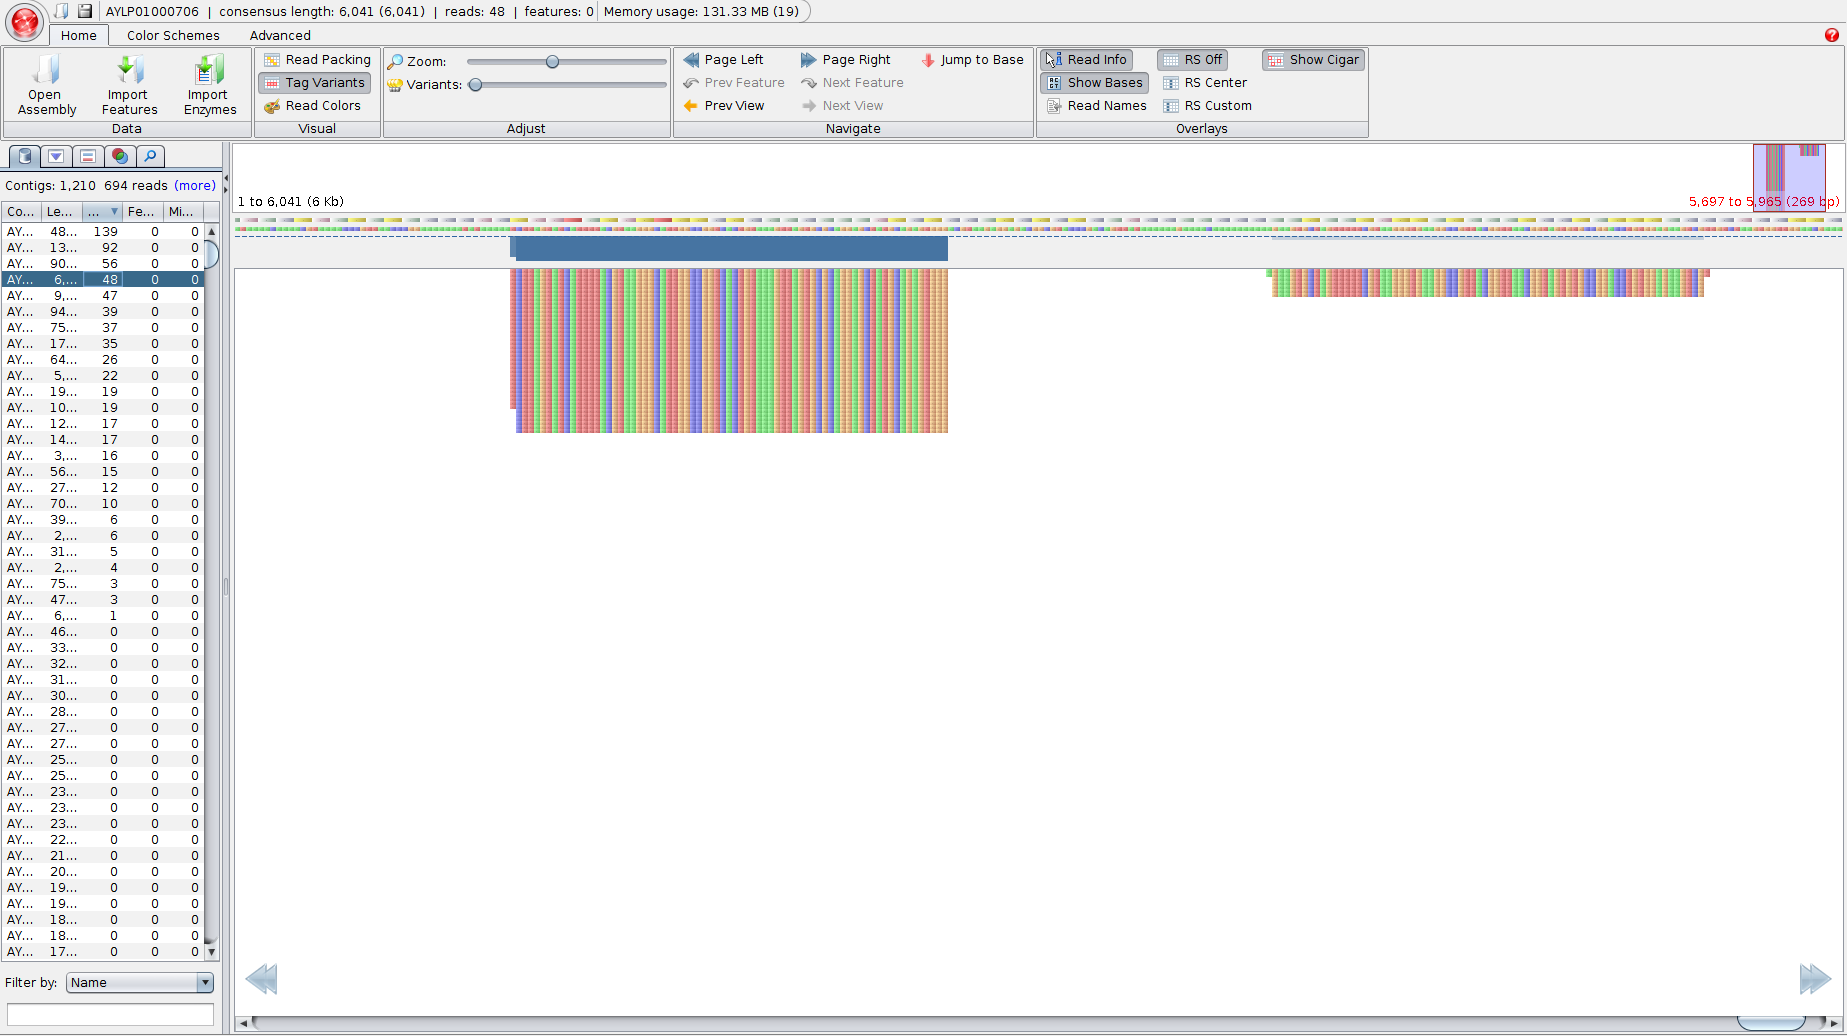 AYLP01000706 | consensus length: 6,041 (6,041) | reads: 48 | features: 0 Memory usage: 131.33 MB (19)
Home Color Schemes Advanced
Open Assembly
Import Features
Import Enzymes
Data
Read Packing
Tag Variants
Read Colors
Visual
Zoom:
Variants:
Adjust
Page Left Page Right Jump to Base
Prev Feature Next Feature
Prev View Next View
Navigate
Read Info RS Off Show Cigar
Show Bases RS Center
Read Names RS Custom
Overlays
Contigs: 1,210 694 reads (more)
Co... Le... ... Fe... Mi...
AY... 48... 139 0 0
AY... 13... 92 0 0
AY... 90... 56 0 0
AY... 6,... 48 0 0
AY... 9,... 47 0 0
AY... 94... 39 0 0
AY... 75... 37 0 0
AY... 17... 35 0 0
AY... 64... 26 0 0
AY... 5,... 22 0 0
AY... 19... 19 0 0
AY... 10... 19 0 0
AY... 12... 17 0 0
AY... 14... 17 0 0
AY... 3,... 16 0 0
AY... 56... 15 0 0
AY... 27... 12 0 0
AY... 70... 10 0 0
AY... 39... 6 0 0
AY... 2,... 6 0 0
AY... 31... 5 0 0
AY... 2,... 4 0 0
AY... 75... 3 0 0
AY... 47... 3 0 0
AY... 6,... 1 0 0
AY... 46... 0 0 0
AY... 33... 0 0 0
AY... 32... 0 0 0
AY... 31... 0 0 0
AY... 30... 0 0 0
AY... 28... 0 0 0
AY... 27... 0 0 0
AY... 27... 0 0 0
AY... 25... 0 0 0
AY... 25... 0 0 0
AY... 23... 0 0 0
AY... 23... 0 0 0
AY... 23... 0 0 0
AY... 22... 0 0 0
AY... 21... 0 0 0
AY... 20... 0 0 0
AY... 19... 0 0 0
AY... 19... 0 0 0
AY... 18... 0 0 0
AY... 18... 0 0 0
AY... 17... 0 0 0
Filter by: Name
1 to 6,041 (6 Kb) 5,697 to 5,965 (269 bp)